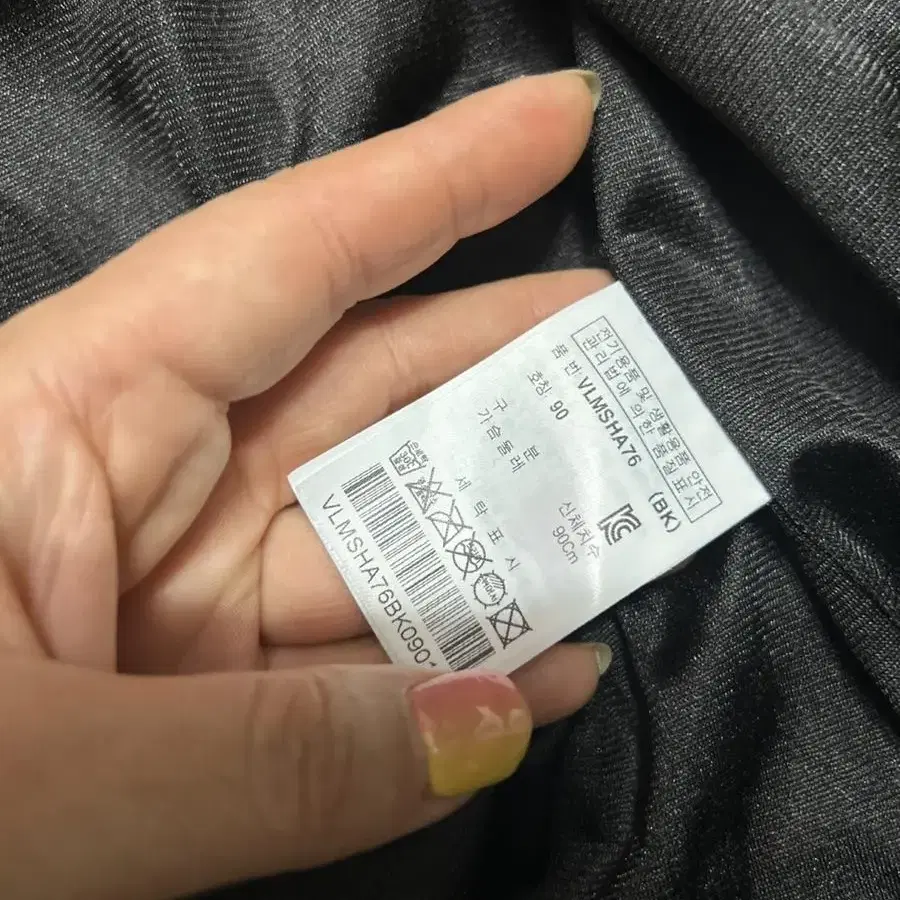 전기용품 및 생활용품 안전
관리법에 의한 품질 표시
품 번 VLMSHA76 (BK)
호칭 90
구 분 신체치수
가슴둘레 90Cm
세 탁 표 시
VLMSHA76BK090